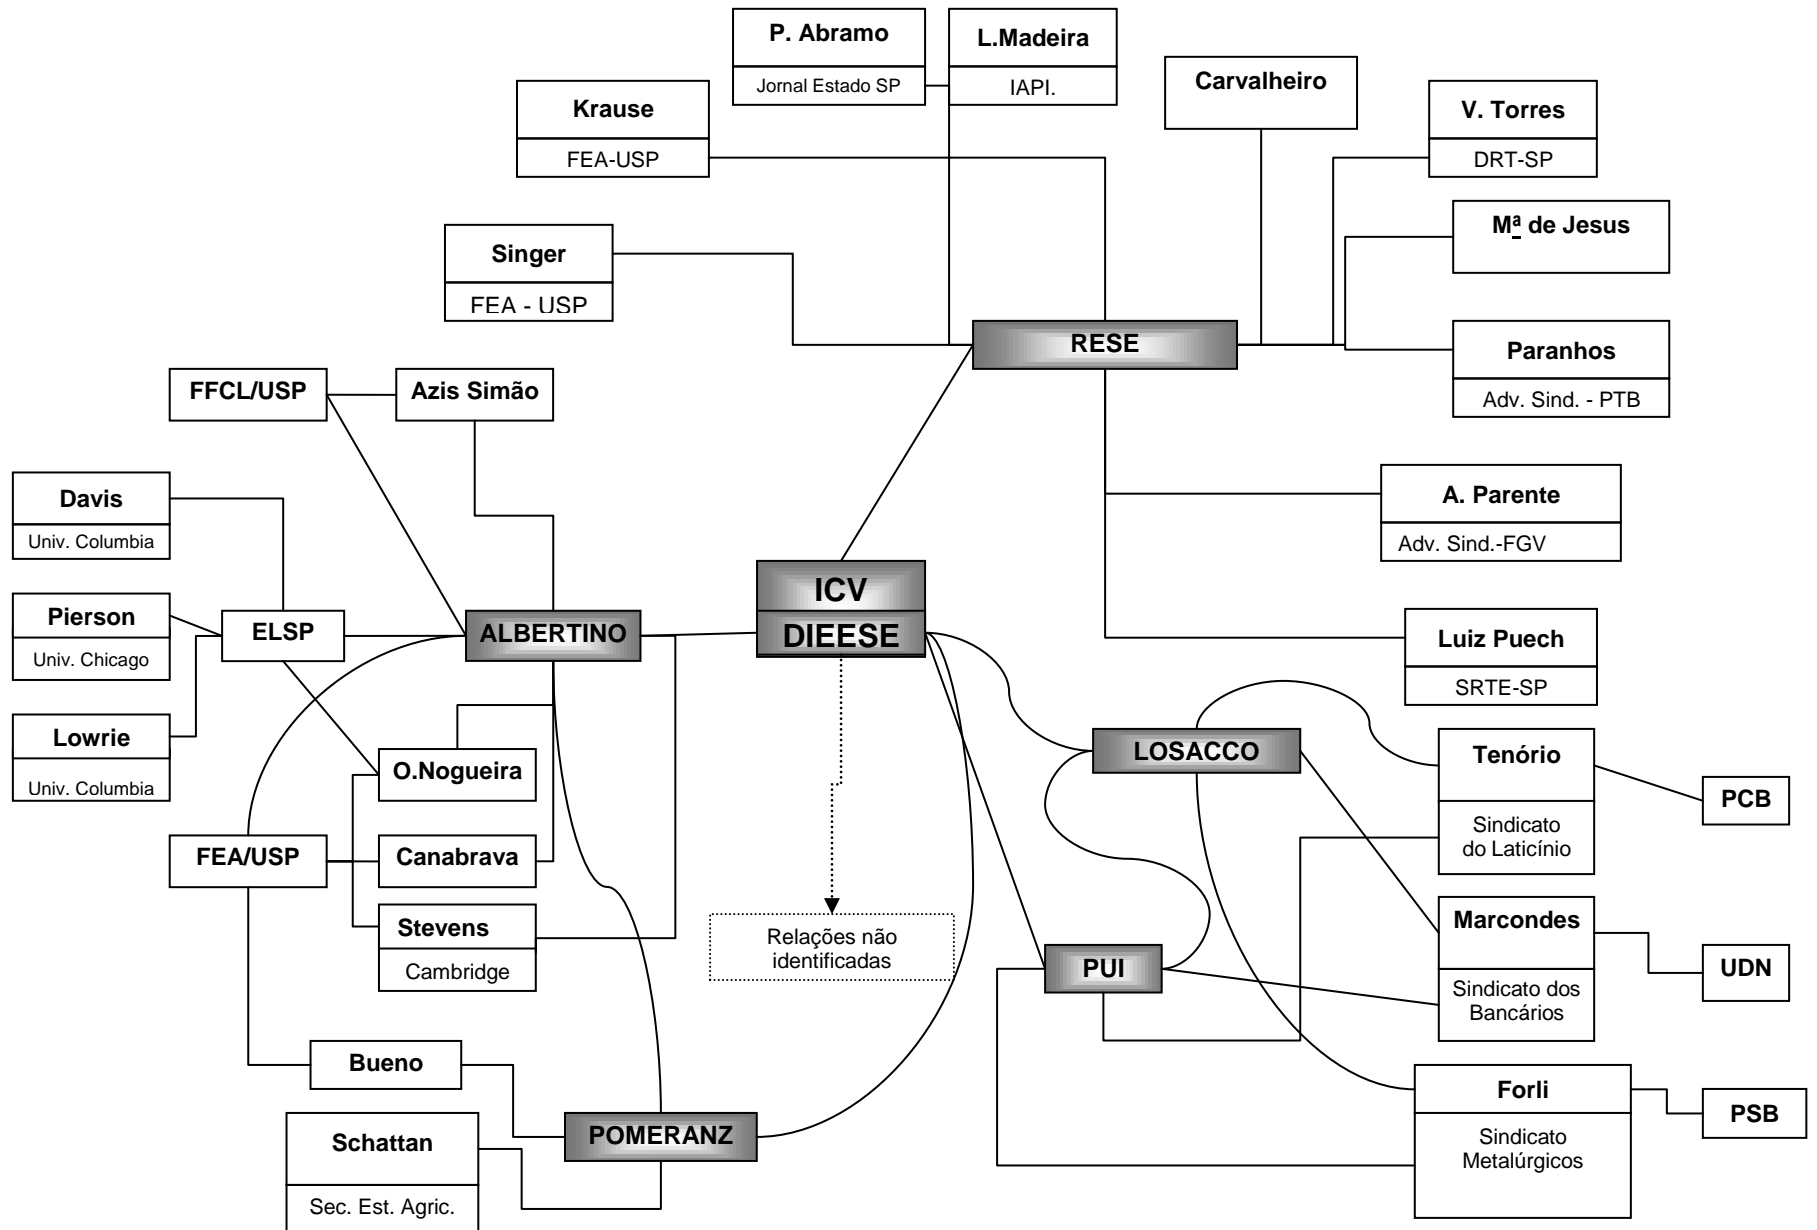 P. Abramo
Jornal Estado SP
L.Madeira
IAPI.
Carvalheiro
V. Torres
DRT-SP
Krause
FEA-USP
Mª de Jesus
Singer
FEA - USP
RESE
Paranhos
Adv. Sind. - PTB
FFCL/USP
Azis Simão
A. Parente
Adv. Sind.-FGV
Davis
Univ. Columbia
ICV
DIEESE
Pierson
Univ. Chicago
ELSP
ALBERTINO
Luiz Puech
SRTE-SP
Lowrie
Univ. Columbia
O.Nogueira
LOSACCO
Tenório
Sindicato
do Laticínio
PCB
FEA/USP
Canabrava
Stevens
Cambridge
Relações não
identificadas
PUI
Marcondes
Sindicato dos
Bancários
UDN
Bueno
POMERANZ
Schattan
Sec. Est. Agric.
Forli
Sindicato
Metalúrgicos
PSB